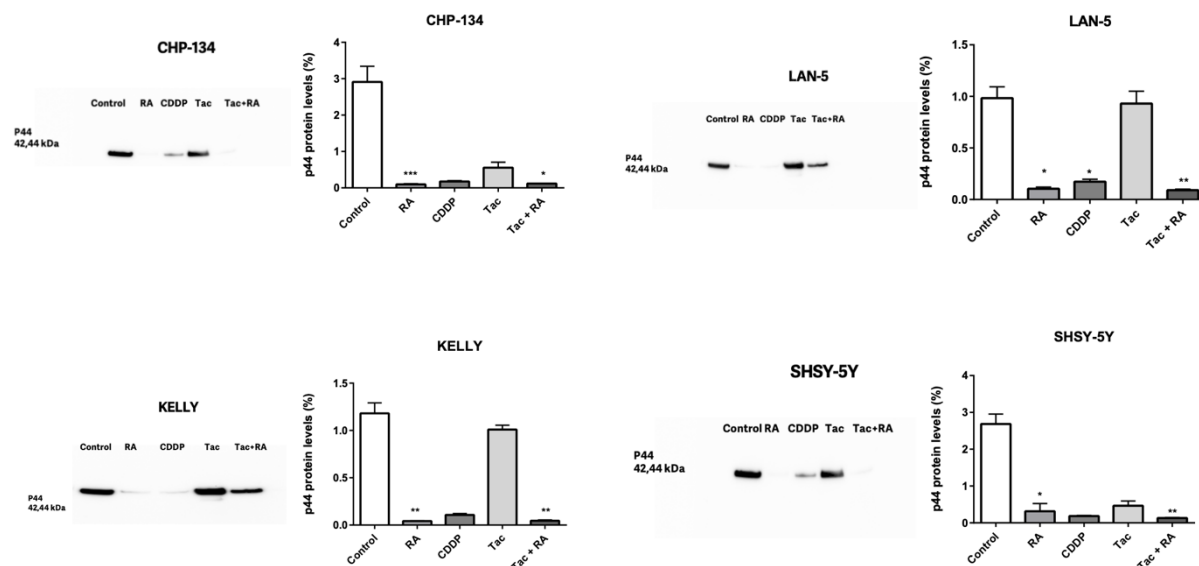 CHP-134
Control RA CDDP Tac Tac+RA
P44
42,44 kDa
CHP-134
p44 protein levels (%)
4
3
2
1
0
***
*
Control
RA
CDDP
Tac
Tac + RA
LAN-5
Control RA CDDP Tac Tac+RA
P44
42,44 kDa
LAN-5
p44 protein levels (%)
1.5
1.0
0.5
0.0
*
*
**
Control
RA
CDDP
Tac
Tac + RA
KELLY
Control RA CDDP Tac Tac+RA
P44
42,44 kDa
KELLY
p44 protein levels (%)
1.5
1.0
0.5
0.0
**
**
Control
RA
CDDP
Tac
Tac + RA
SHSY-5Y
Control RA CDDP Tac Tac+RA
P44
42,44 kDa
SHSY-5Y
p44 protein levels (%)
4
3
2
1
0
*
**
Control
RA
CDDP
Tac
Tac + RA